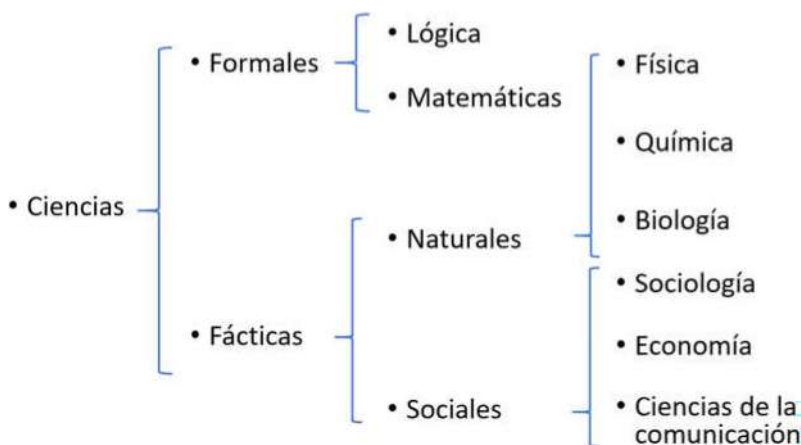 • Ciencias
• Formales
• Lógica
• Matemáticas
• Fácticas
• Naturales
• Física
• Química
• Biología
• Sociales
• Sociología
• Economía
• Ciencias de la
comunicación